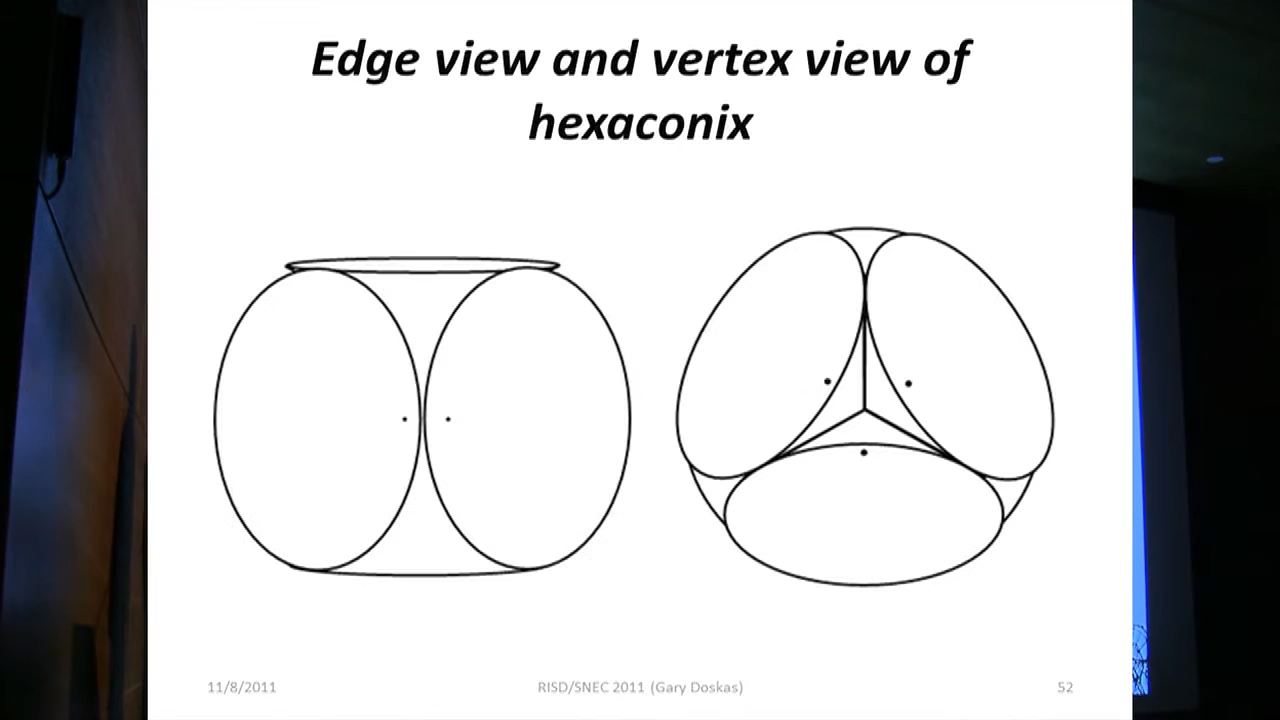 Edge view and vertex view of
hexaconix
11/8/2011
RISD/SNEC 2011 (Gary Doskas)
52